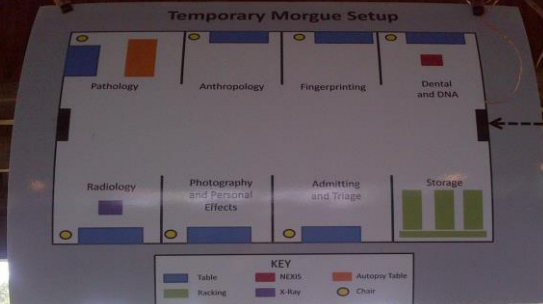 Temporary Morgue Setup
Pathology
Anthropology
Fingerprinting
Dental
and DNA
Radiology
Photography
and Personal
Effects
Admitting
and Triage
Storage
KEY
Table
NEXIS
Autopsy Table
Racking
X-Ray
Chair